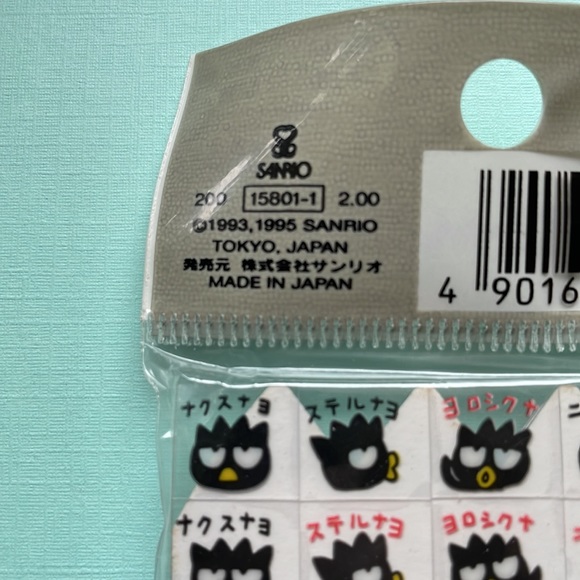 SANRIO
200 15801-1 2.00
©1993,1995 SANRIO
TOKYO, JAPAN
発売元 株式会社サンリオ
MADE IN JAPAN
4 9016
ナクスナヨ ステルナヨ ヨロシクナ
ナクスナヨ ステルナヨ ヨロシクナ